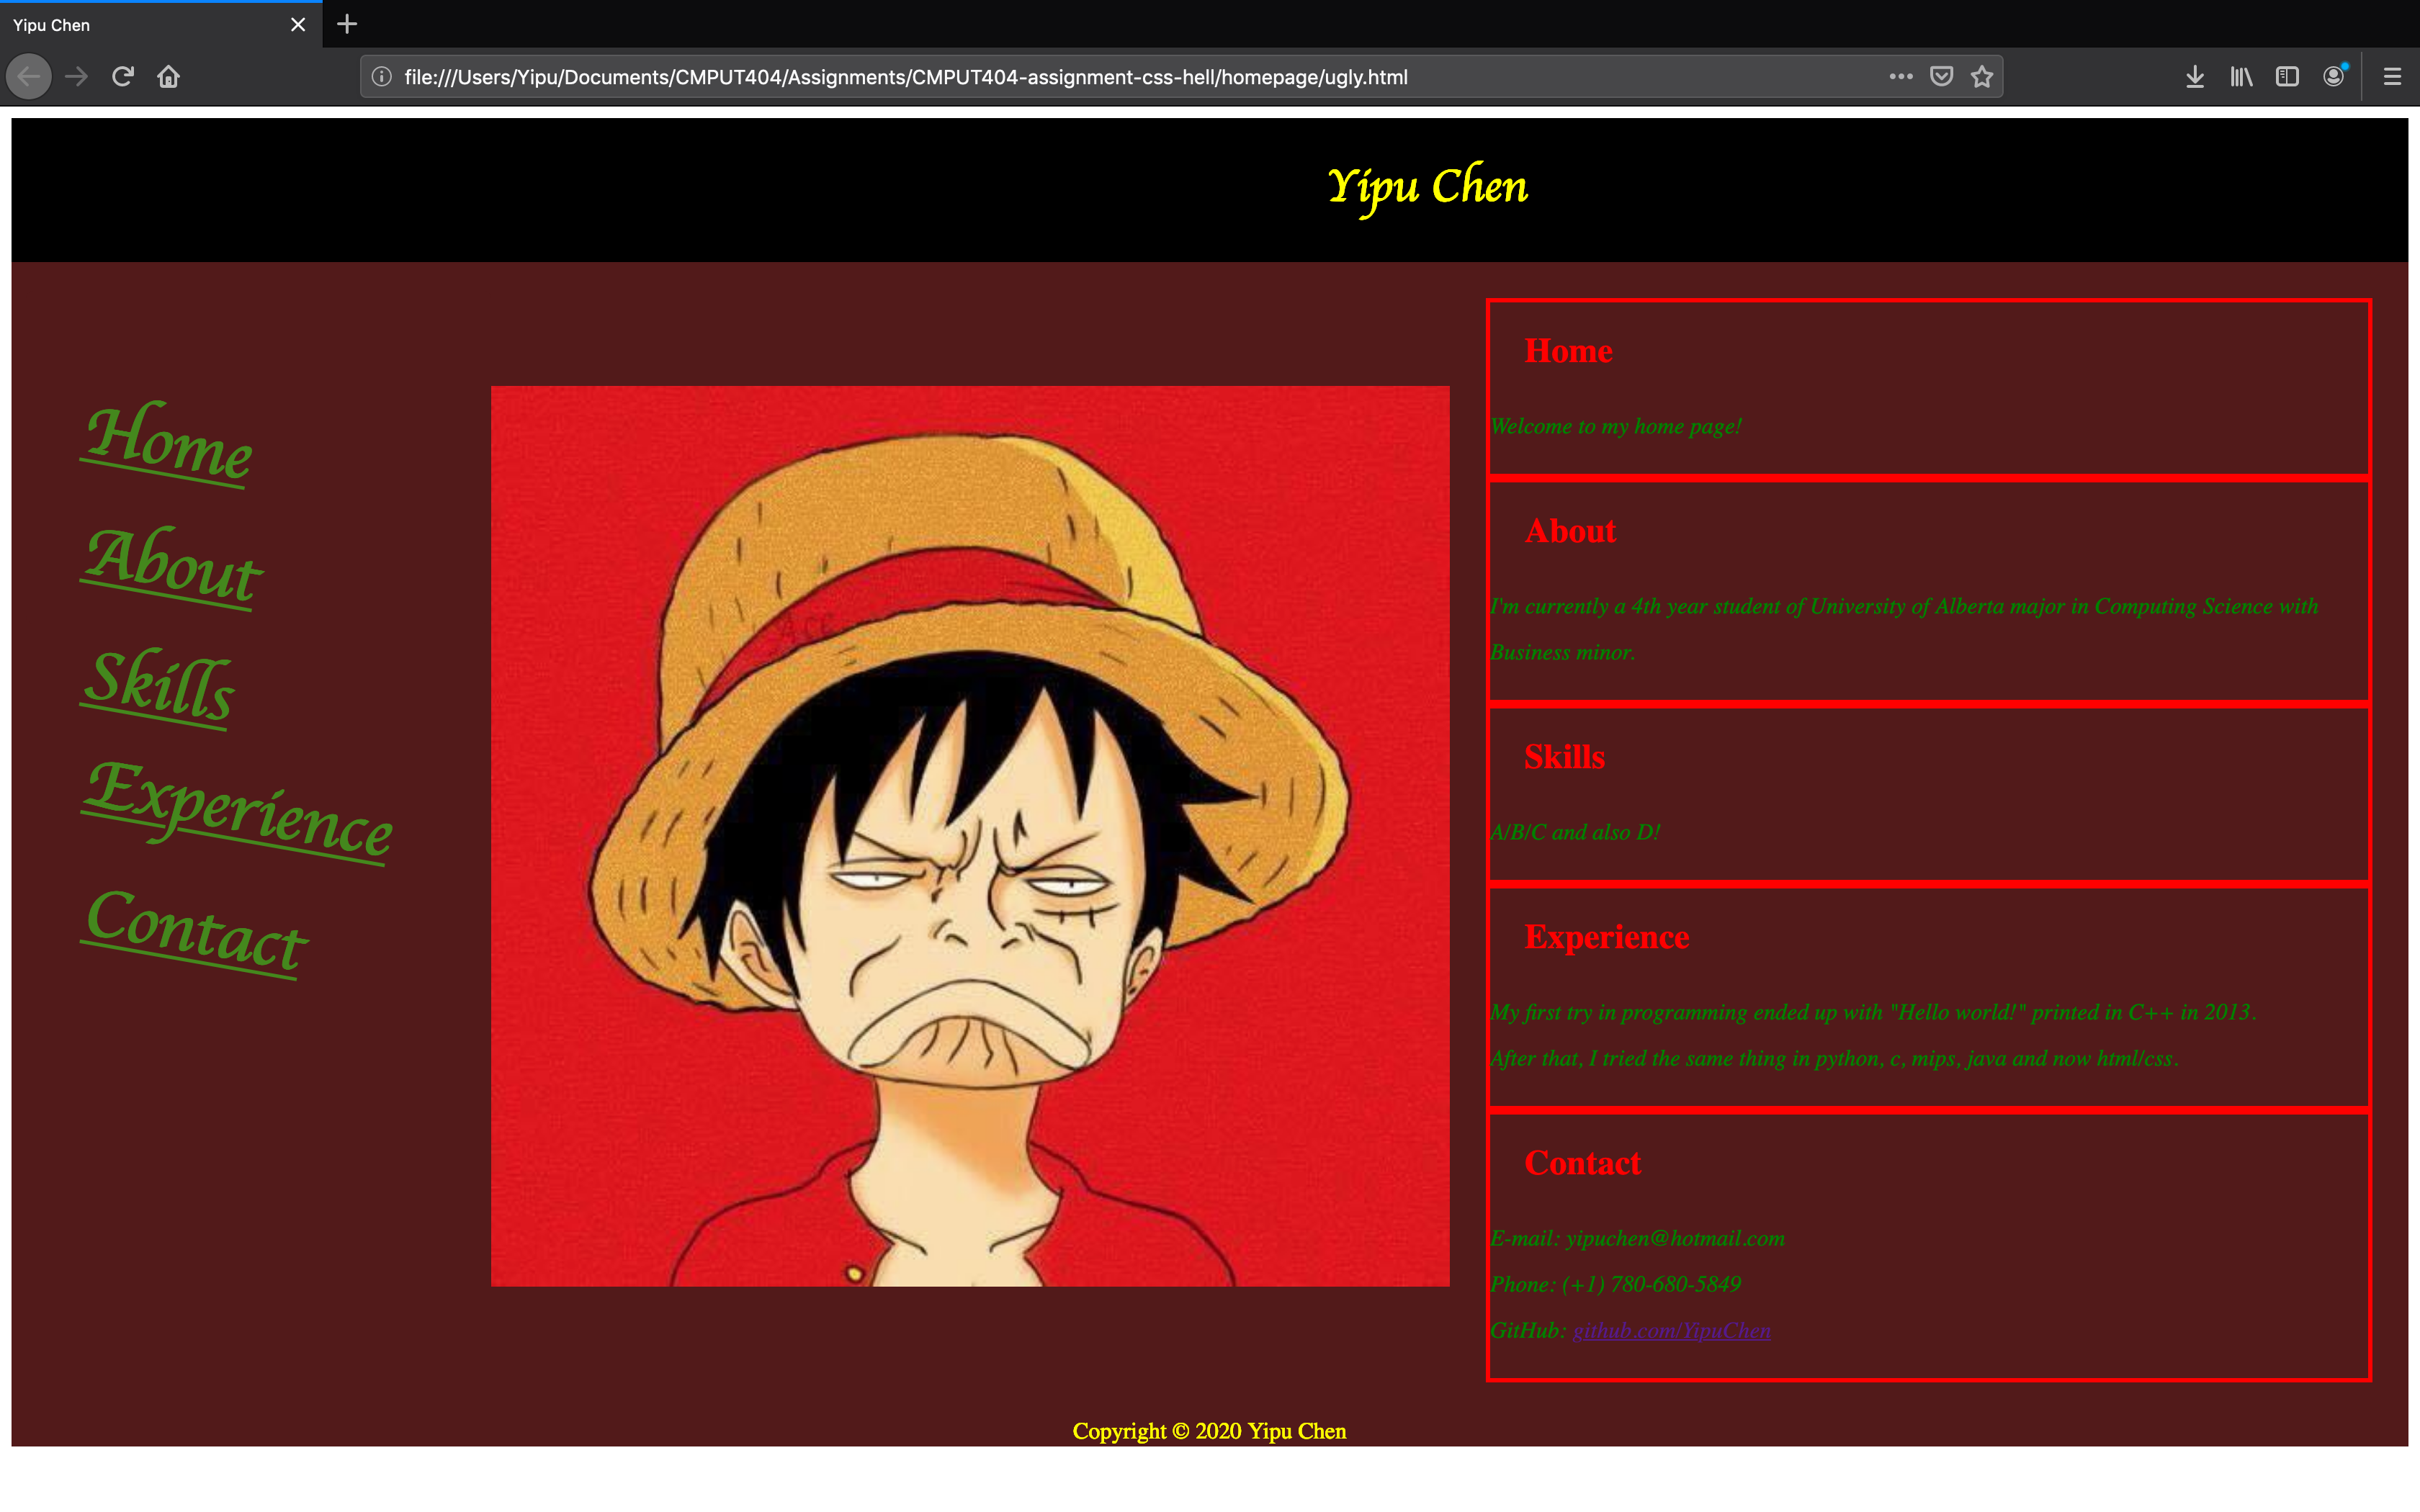 Yipu Chen
file:///Users/Yipu/Documents/CMPUT404/Assignments/CMPUT404-assignment-css-hell/homepage/ugly.html
Yipu Chen
Home
About
Skills
Experience
Contact
Ace
Home
Welcome to my home page!
About
I'm currently a 4th year student of University of Alberta major in Computing Science with
Business minor.
Skills
A/B/C and also D!
Experience
My first try in programming ended up with "Hello world!" printed in C++ in 2013.
After that, I tried the same thing in python, c, mips, java and now html/css.
Contact
E-mail: yipuchen@hotmail.com
Phone: (+1) 780-680-5849
GitHub: github.com/YipuChen
Copyright © 2020 Yipu Chen